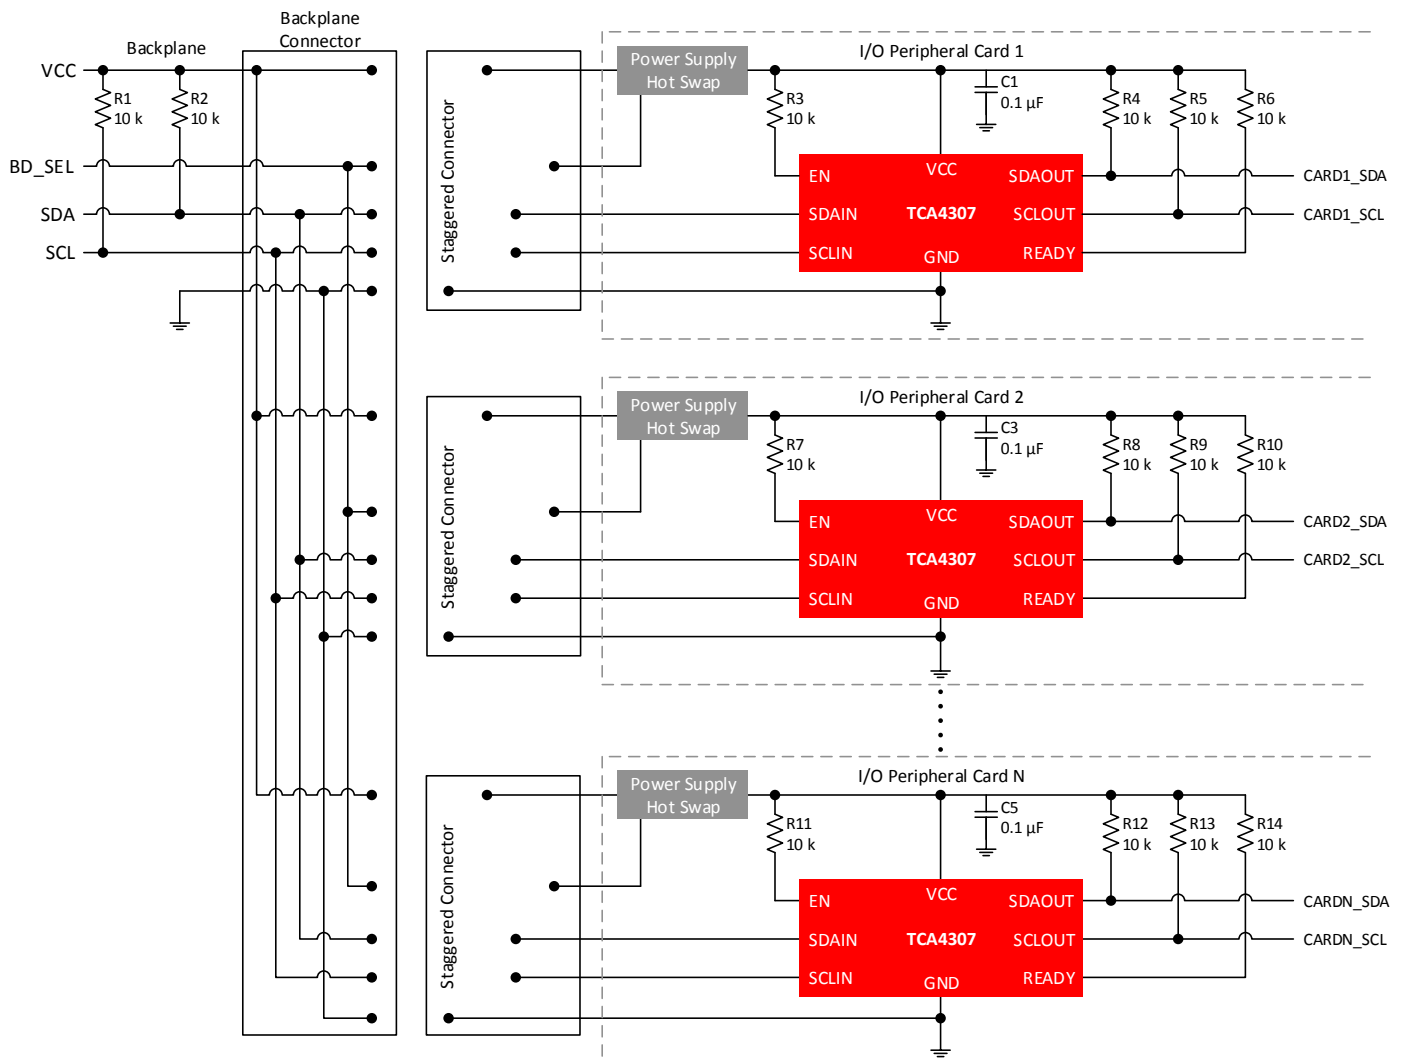 Backplane
Connector
Backplane
VCC
R1
10 k
R2
10 k
BD_SEL
SDA
SCL
Staggered Connector
I/O Peripheral Card 1
Power Supply
Hot Swap
R3
10 k
C1
0.1 µF
R4
10 k
R5
10 k
R6
10 k
EN
VCC
SDAOUT
CARD1_SDA
SDAIN
TCA4307
SCLOUT
CARD1_SCL
SCLIN
GND
READY
Staggered Connector
I/O Peripheral Card 2
Power Supply
Hot Swap
R7
10 k
C3
0.1 µF
R8
10 k
R9
10 k
R10
10 k
EN
VCC
SDAOUT
CARD2_SDA
SDAIN
TCA4307
SCLOUT
CARD2_SCL
SCLIN
GND
READY
Staggered Connector
I/O Peripheral Card N
Power Supply
Hot Swap
R11
10 k
C5
0.1 µF
R12
10 k
R13
10 k
R14
10 k
EN
VCC
SDAOUT
CARDN_SDA
SDAIN
TCA4307
SCLOUT
CARDN_SCL
SCLIN
GND
READY